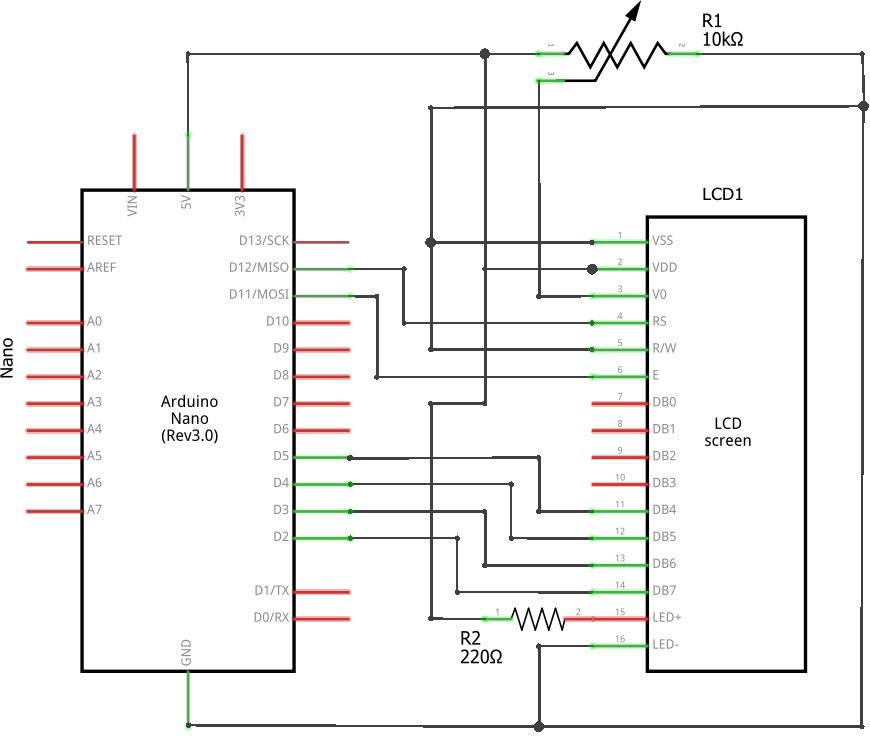 R1
10kΩ
1
2
3
LCD1
Nano
VIN
5V
3V3
RESET
AREF
A0
A1
A2
A3
A4
A5
A6
A7
Arduino
Nano
(Rev3.0)
D13/SCK
D12/MISO
D11/MOSI
D10
D9
D8
D7
D6
D5
D4
D3
D2
D1/TX
D0/RX
GND
1 VSS
2 VDD
3 V0
4 RS
5 R/W
6 E
7 DB0
8 DB1
9 DB2
10 DB3
11 DB4
12 DB5
13 DB6
14 DB7
15 LED+
16 LED-
LCD
screen
1
2
R2
220Ω